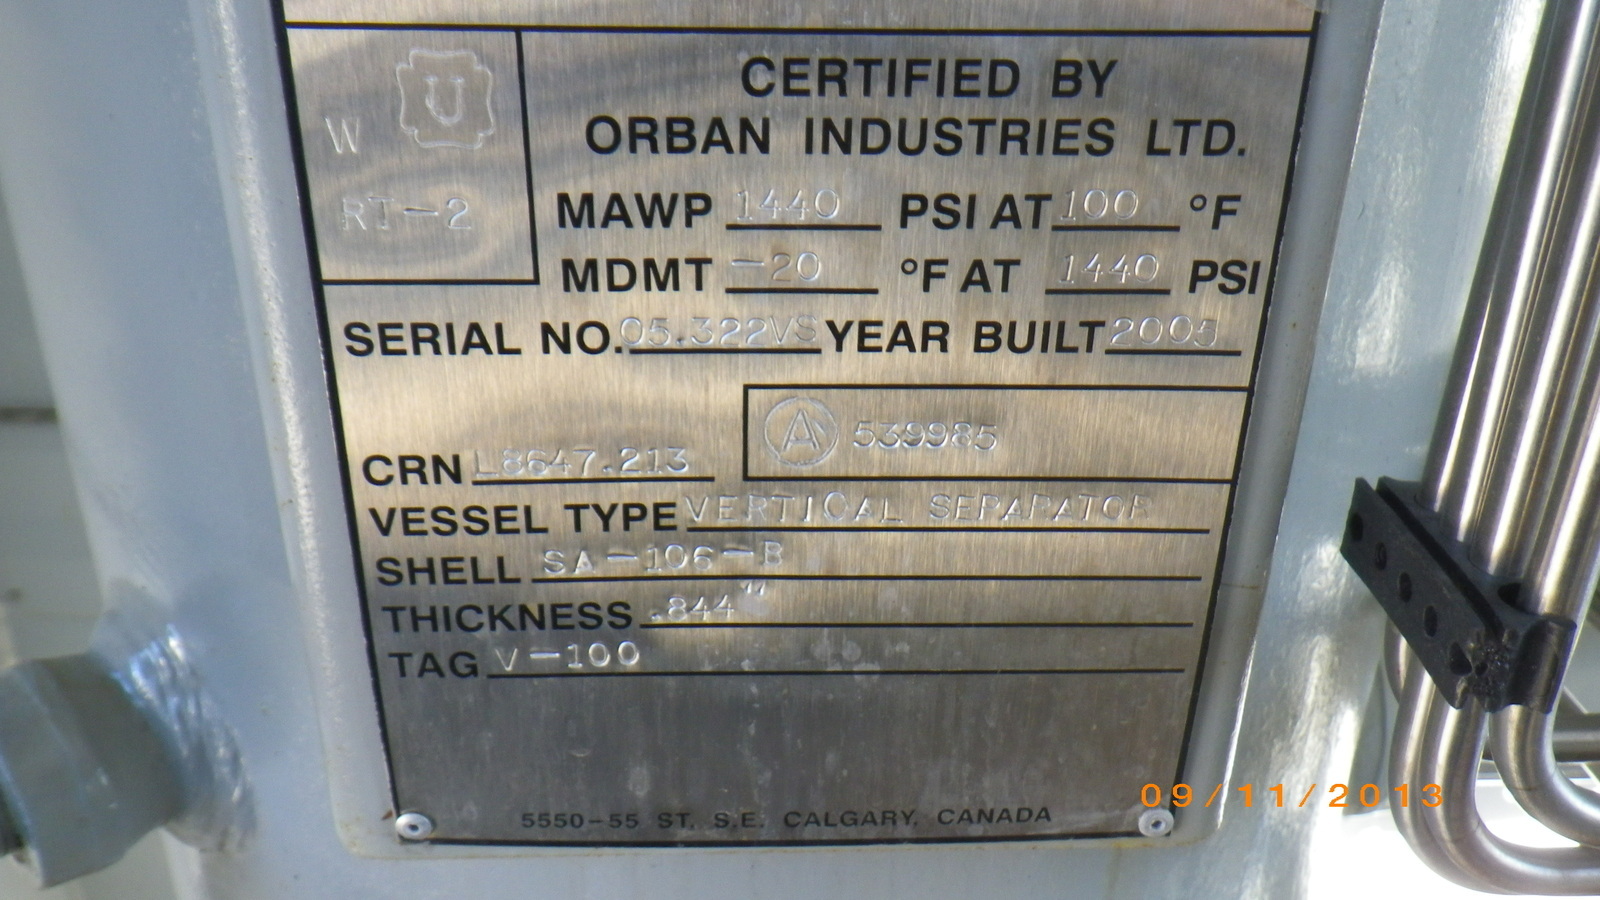 U
W
RT-2
CERTIFIED BY
ORBAN INDUSTRIES LTD.
MAWP 1440 PSI AT 100 °F
MDMT -20 °F AT 1440 PSI
SERIAL NO. 05.322VS YEAR BUILT 2005
A 539985
CRN L8647.213
VESSEL TYPE VERTICAL SEPARATOR
SHELL SA-106-B
THICKNESS .844"
TAG V-100
5550-55 ST. S.E. CALGARY, CANADA
09/11/2013